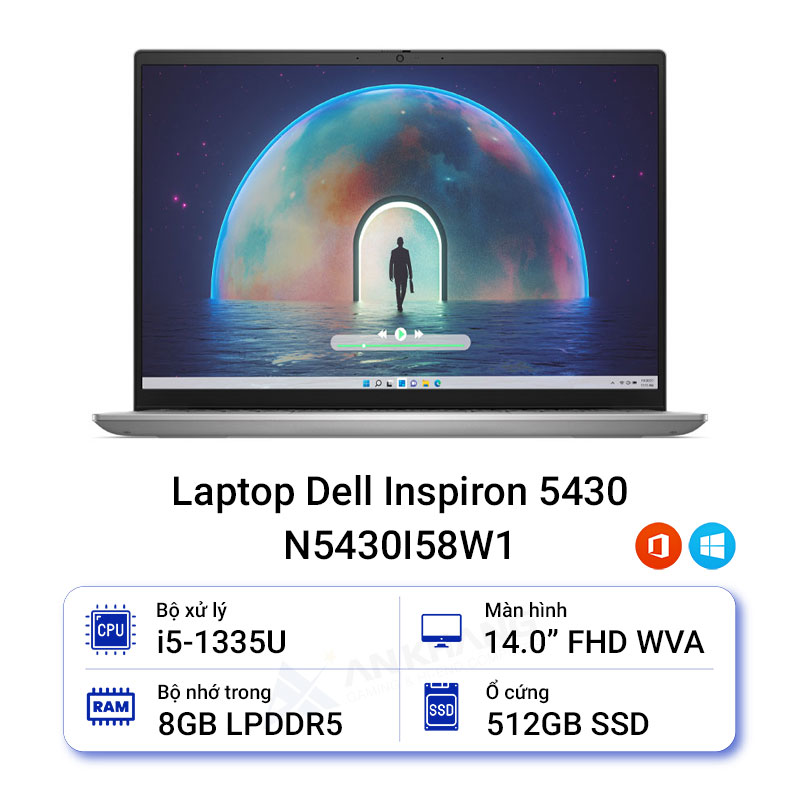 Laptop Dell Inspiron 5430
N5430I58W1
CPU
Bộ xử lý
i5-1335U
Màn hình
14.0” FHD WVA
RAM
Bộ nhớ trong
8GB LPDDR5
SSD
Ổ cứng
512GB SSD
ANKHANG